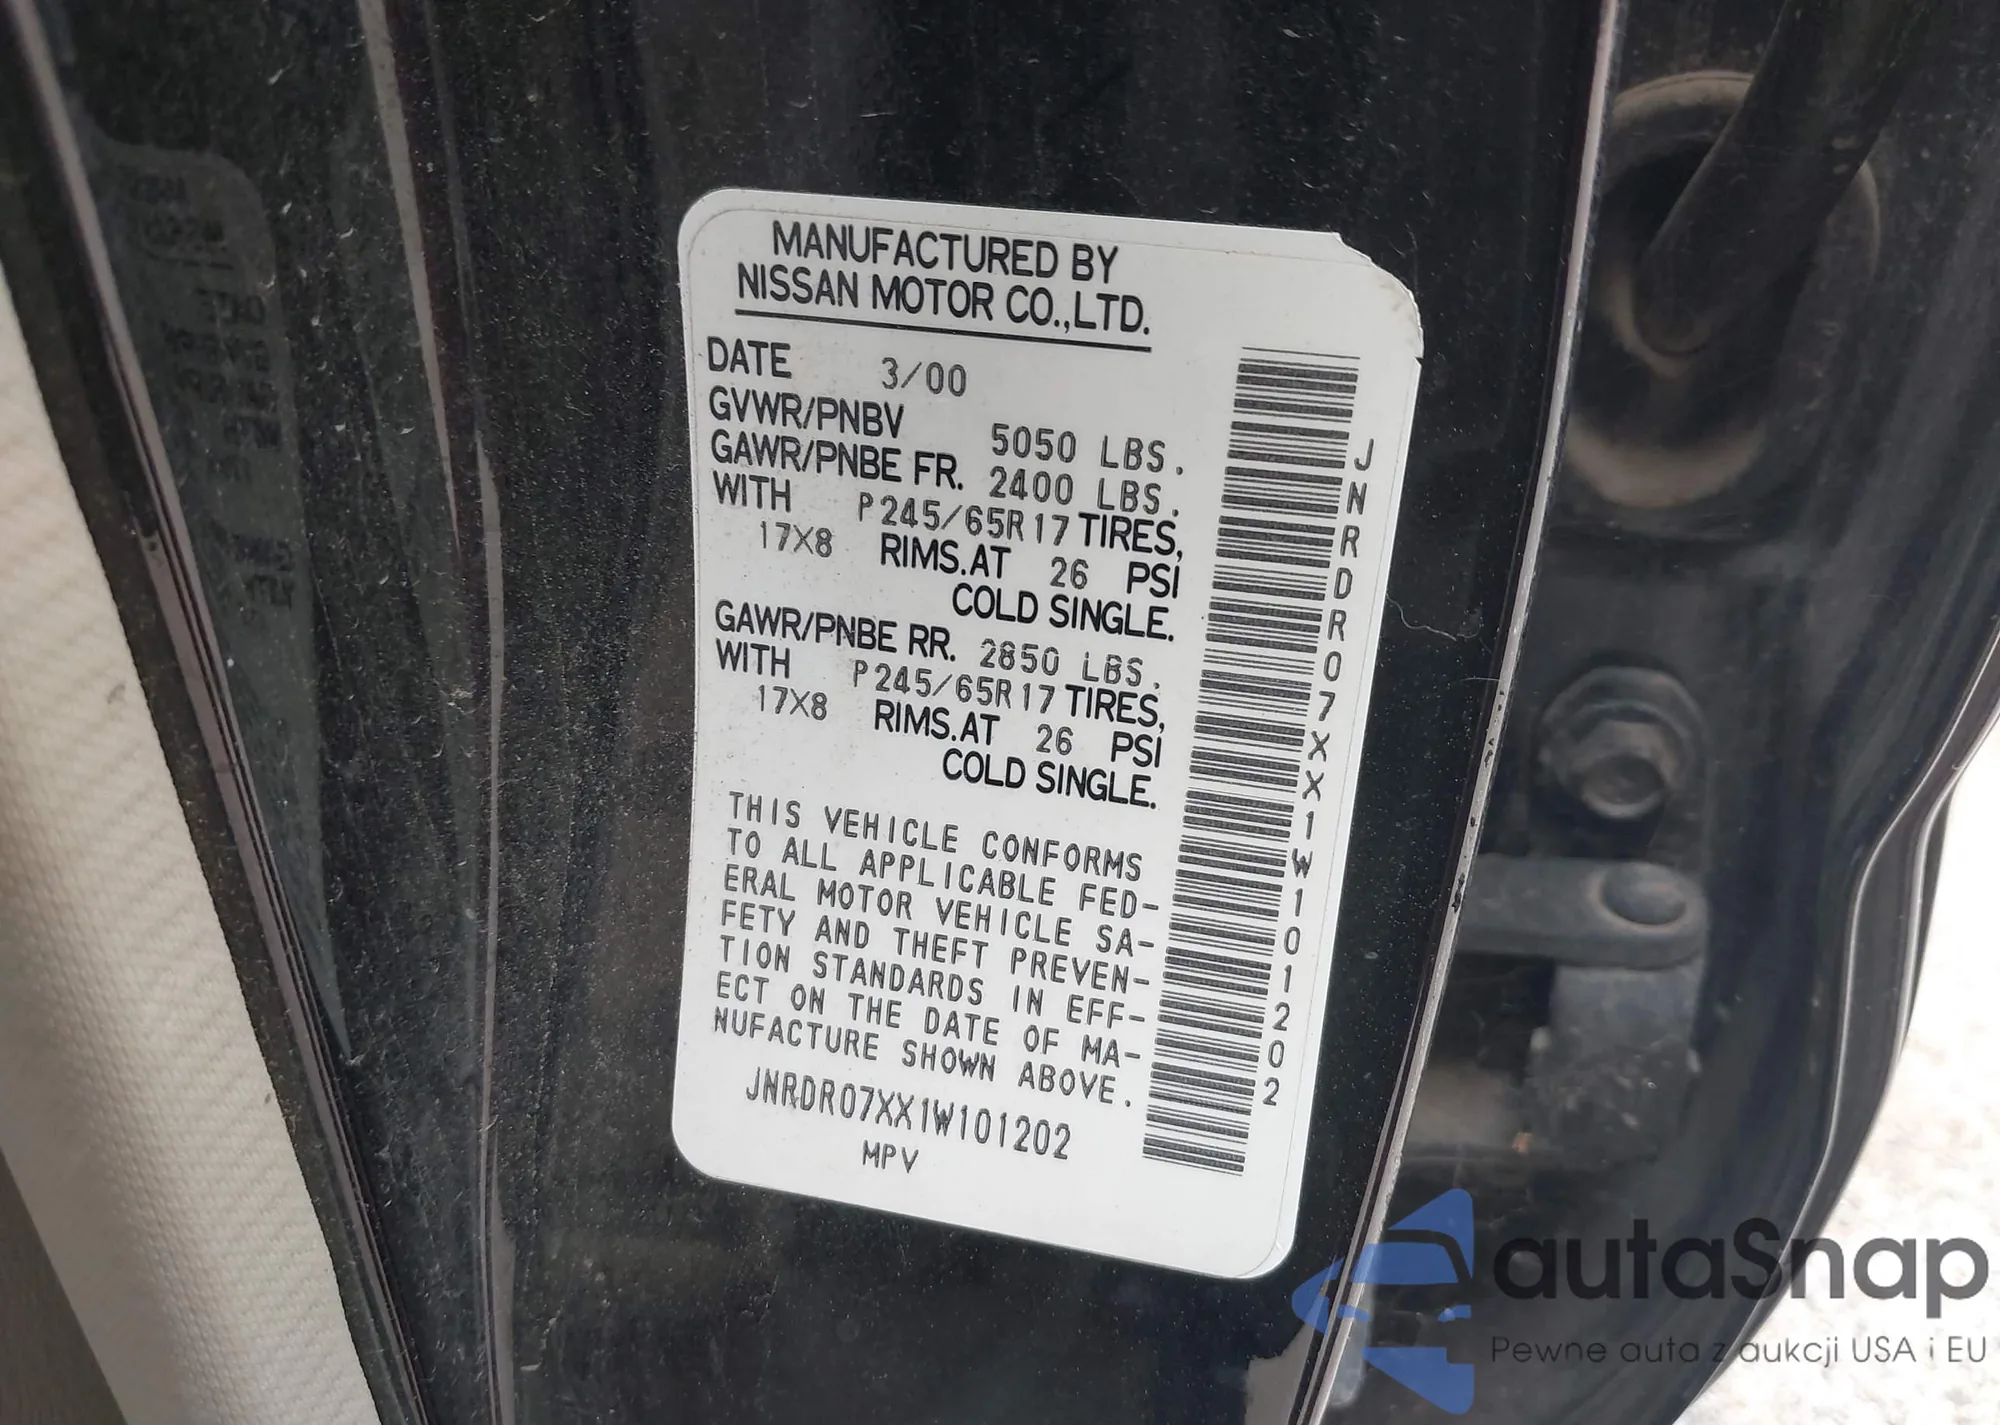 MANUFACTURED BY
NISSAN MOTOR CO.,LTD.
DATE 3/00
GVWR/PNBV 5050 LBS.
GAWR/PNBE FR. 2400 LBS.
WITH P245/65R17 TIRES,
17X8 RIMS.AT 26 PSI
COLD SINGLE.
GAWR/PNBE RR. 2850 LBS.
WITH P245/65R17 TIRES,
17X8 RIMS.AT 26 PSI
COLD SINGLE.
THIS VEHICLE CONFORMS
TO ALL APPLICABLE FED-
ERAL MOTOR VEHICLE SA-
FETY AND THEFT PREVEN-
TION STANDARDS IN EFF-
ECT ON THE DATE OF MA-
NUFACTURE SHOWN ABOVE.
JNRDR07XX1W101202
MPV
JNRDR07XX1W101202
autaSnap
Pewne auta z aukcji USA i EU